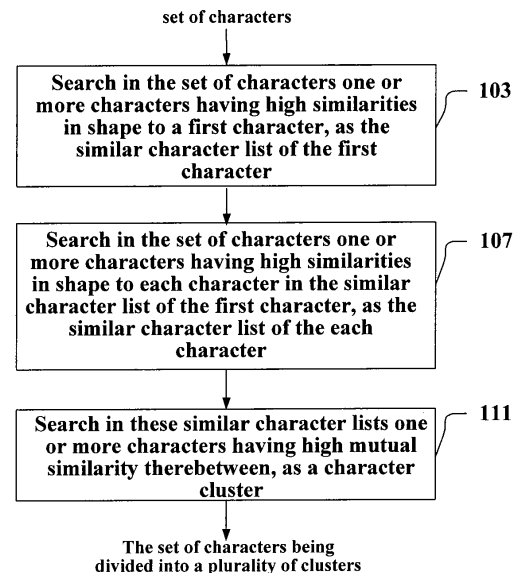 set of characters
Search in the set of characters one or
more characters having high similarities
in shape to a first character, as the
similar character list of the first
character
103
Search in the set of characters one or
more characters having high similarities
in shape to each character in the similar
character list of the first character, as the
similar character list of the each
character
107
Search in these similar character lists one
or more characters having high mutual
similarity therebetween, as a character
cluster
111
The set of characters being
divided into a plurality of clusters